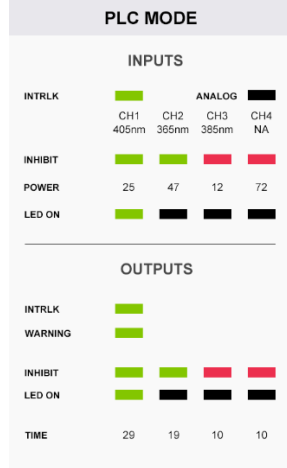 PLC MODE
INPUTS
INTRLK ANALOG
CH1 CH2 CH3 CH4
405nm 365nm 385nm NA
INHIBIT
POWER 25 47 12 72
LED ON
OUTPUTS
INTRLK
WARNING
INHIBIT
LED ON
TIME 29 19 10 10